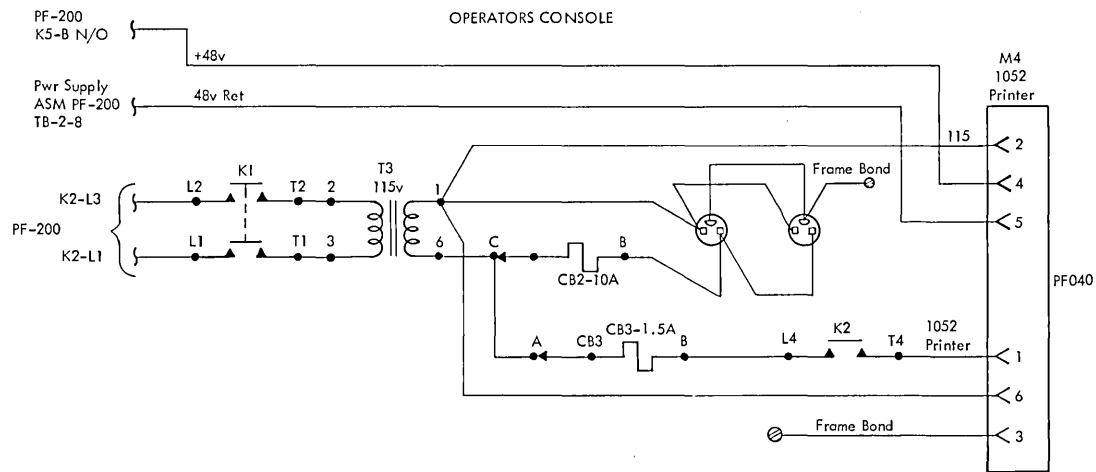 OPERATORS CONSOLE
PF-200
K5-B N/O
+48v
Pwr Supply
ASM PF-200
TB-2-8
48v Ret
M4
1052
Printer
115
2
4
5
K1
T3
115v
Frame Bond
K2-L3
L2
T2
2
1
PF-200
K2-L1
L1
T1
3
6
C
B
CB2-10A
PF040
A
CB3
CB3-1.5A
B
L4
K2
T4
1052
Printer
1
6
Frame Bond
3